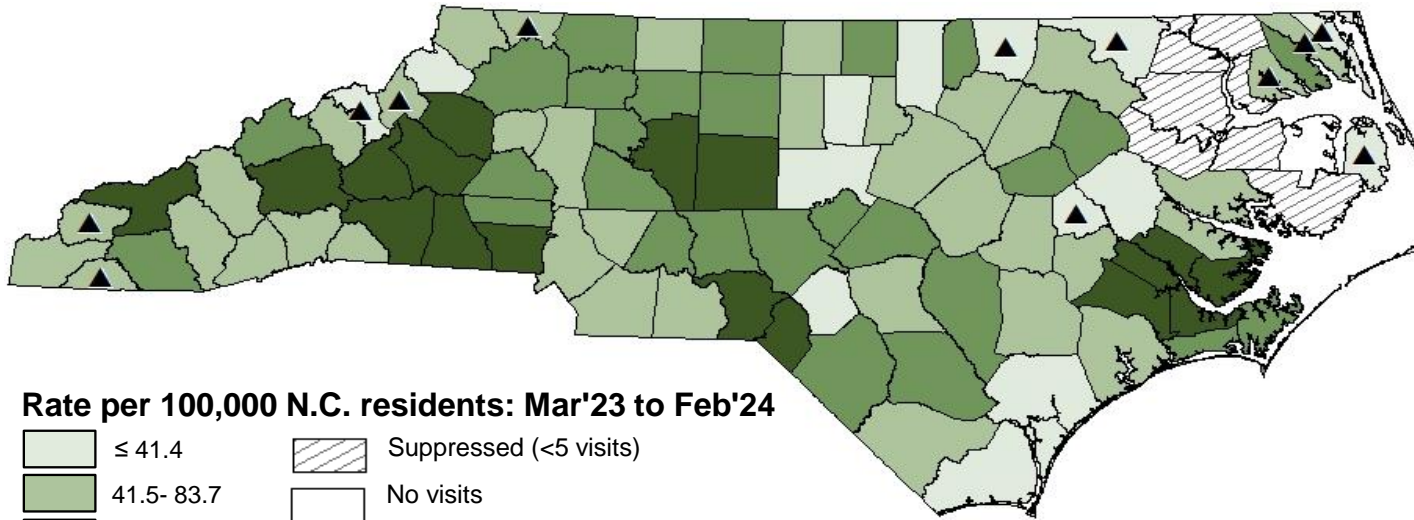 Rate per 100,000 N.C. residents: Mar'23 to Feb'24
≤ 41.4
Suppressed (<5 visits)
41.5- 83.7
No visits